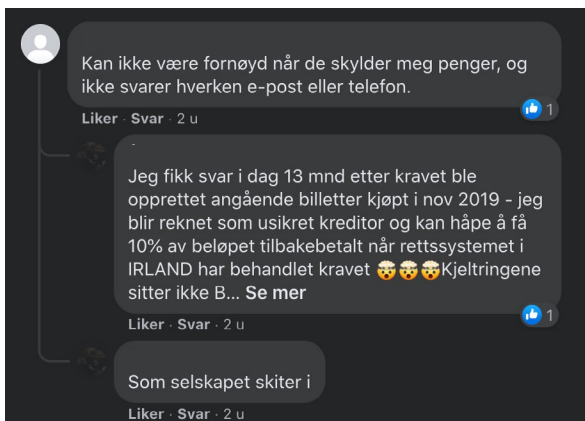 Kan ikke være fornøyd når de skylder meg penger, og
ikke svarer hverken e-post eller telefon.
1
Liker · Svar · 2 u
Jeg fikk svar i dag 13 mnd etter kravet ble
opprettet angående billetter kjøpt i nov 2019 - jeg
blir reknet som usikret kreditor og kan håpe å få
10% av beløpet tilbakebetalt når rettssystemet i
IRLAND har behandlet kravet 🤯🤯🤯Kjeltringene
sitter ikke B... Se mer
1
Liker · Svar · 2 u
Som selskapet skiter i
Liker · Svar · 2 u